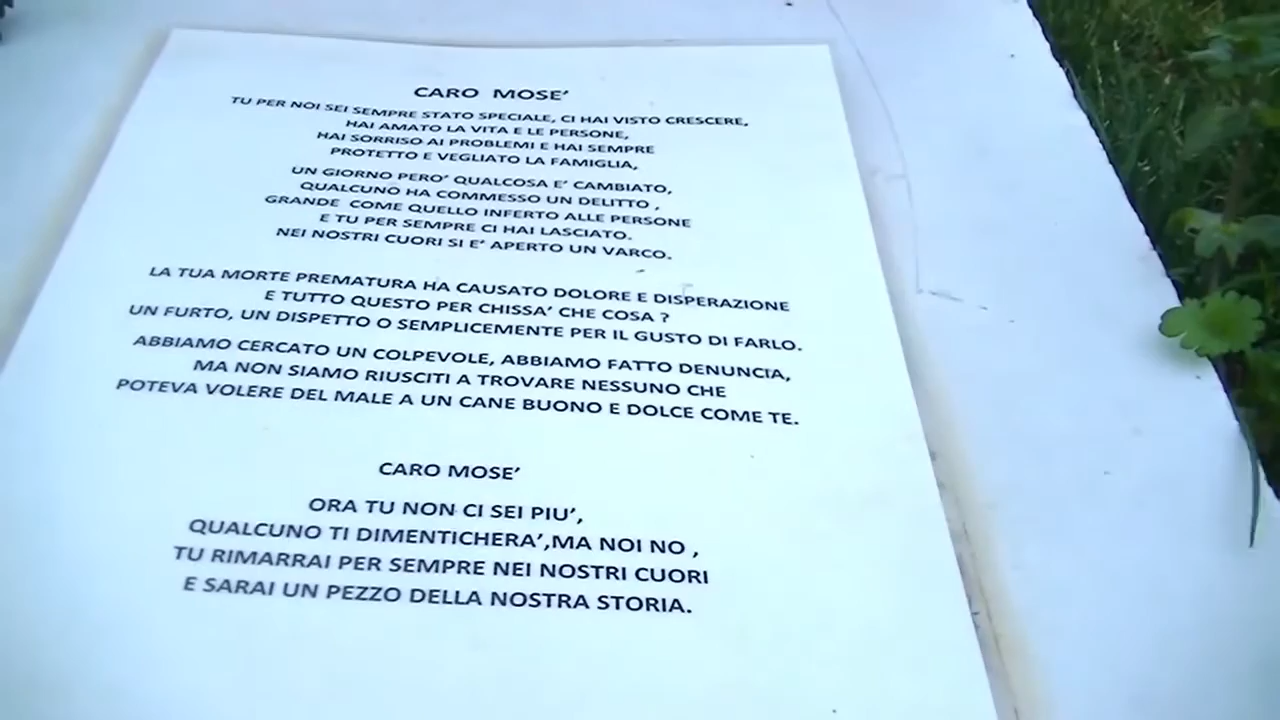 CARO MOSE'
TU PER NOI SEI SEMPRE STATO SPECIALE, CI HAI VISTO CRESCERE,
HAI AMATO LA VITA E LE PERSONE,
HAI SORRISO AI PROBLEMI E HAI SEMPRE
PROTETTO E VEGLIATO LA FAMIGLIA,
UN GIORNO PERO' QUALCOSA E' CAMBIATO,
QUALCUNO HA COMMESSO UN DELITTO ,
GRANDE COME QUELLO INFERTO ALLE PERSONE
E TU PER SEMPRE CI HAI LASCIATO.
NEI NOSTRI CUORI SI E' APERTO UN VARCO.
LA TUA MORTE PREMATURA HA CAUSATO DOLORE E DISPERAZIONE
E TUTTO QUESTO PER CHISSA' CHE COSA ?
UN FURTO, UN DISPETTO O SEMPLICEMENTE PER IL GUSTO DI FARLO.
ABBIAMO CERCATO UN COLPEVOLE, ABBIAMO FATTO DENUNCIA,
MA NON SIAMO RIUSCITI A TROVARE NESSUNO CHE
POTEVA VOLERE DEL MALE A UN CANE BUONO E DOLCE COME TE.
CARO MOSE'
ORA TU NON CI SEI PIU',
QUALCUNO TI DIMENTICHERA',MA NOI NO ,
TU RIMARRAI PER SEMPRE NEI NOSTRI CUORI
E SARAI UN PEZZO DELLA NOSTRA STORIA.